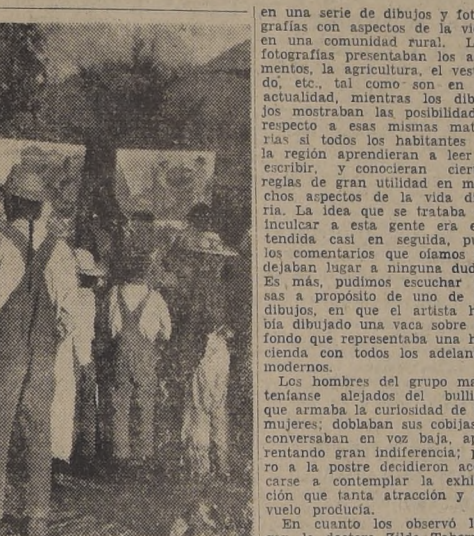 en una serie de dibujos y foto
grafías con aspectos de la vi
en una comunidad rural. L
fotografías presentaban los a
mentos, la agricultura, el ves
do, etc., tal como son en
actualidad, mientras los dib
jos mostraban las posibilidad
respecto a esas mismas mat
rias si todos los habitantes
la región aprendieran a leer
escribir, y conocieran cier
reglas de gran utilidad en m
chos aspectos de la vida di
ria. La idea que se trataba
inculcar a esta gente era e
tendida casi en seguida, p
los comentarios que oíamos
dejaban lugar a ninguna dud
Es más, pudimos escuchar
sas a propósito de uno de
dibujos, en que el artista h
bía dibujado una vaca sobre
fondo que representaba una h
cienda con todos los adelan
modernos.
Los hombres del grupo ma
teníanse alejados del bulli
que armaba la curiosidad de
mujeres; doblaban sus cobijas
conversaban en voz baja, ap
rentando gran indiferencia; p
ro a la postre decidieron ac
carse a contemplar la exhi
ción que tanta atracción y
vuelo producía.
En cuanto los observó l